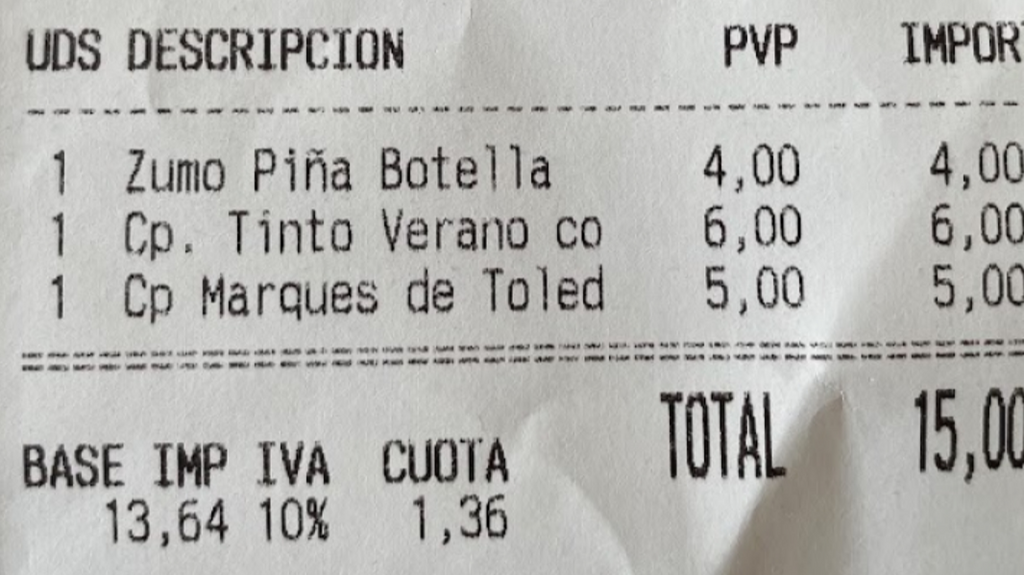 UDS DESCRIPCION PVP IMPOR
1 Zumo Piña Botella 4,00 4,00
1 Cp. Tinto Verano co 6,00 6,00
1 Cp Marques de Toled 5,00 5,00
TOTAL 15,00
BASE IMP IVA CUOTA
13,64 10% 1,36